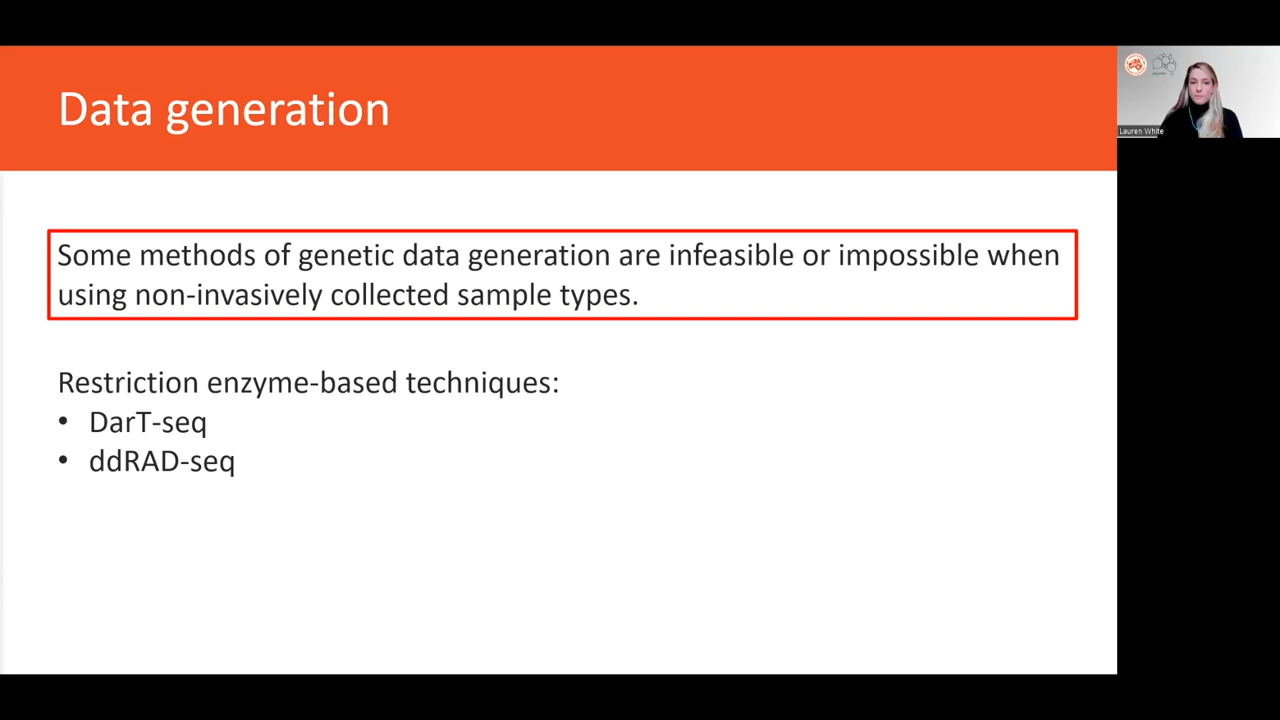 Data generation
Lauren White
Some methods of genetic data generation are infeasible or impossible when
using non-invasively collected sample types.
Restriction enzyme-based techniques:
• DarT-seq
• ddRAD-seq